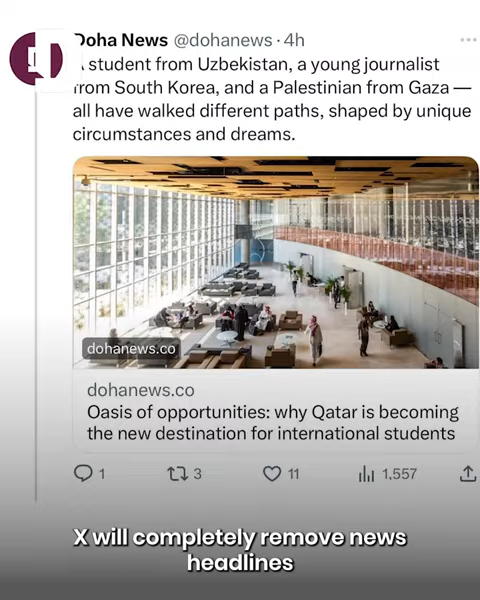 Doha News @dohanews · 4h
student from Uzbekistan, a young journalist
from South Korea, and a Palestinian from Gaza —
all have walked different paths, shaped by unique
circumstances and dreams.
dohanews.co
dohanews.co
Oasis of opportunities: why Qatar is becoming
the new destination for international students
1 3 11 1,557
X will completely remove news
headlines